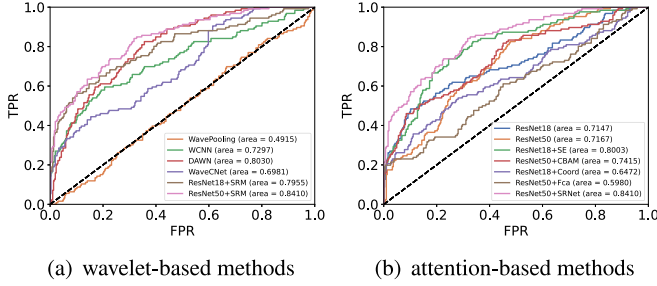 1.0
0.8
0.6
0.4
0.2
0.0
TPR
0.0 0.2 0.4 0.6 0.8 1.0
FPR
WavePooling (area = 0.4915)
WCNN (area = 0.7297)
DAWN (area = 0.8030)
WaveCNet (area = 0.6981)
ResNet18+SRM (area = 0.7955)
ResNet50+SRM (area = 0.8410)
(a) wavelet-based methods
1.0
0.8
0.6
0.4
0.2
0.0
TPR
0.0 0.2 0.4 0.6 0.8 1.0
FPR
ResNet18 (area = 0.7147)
ResNet50 (area = 0.7167)
ResNet18+SE (area = 0.8003)
ResNet50+CBAM (area = 0.7415)
ResNet18+Coord (area = 0.6472)
ResNet50+Fca (area = 0.5980)
ResNet50+SRNet (area = 0.8410)
(b) attention-based methods